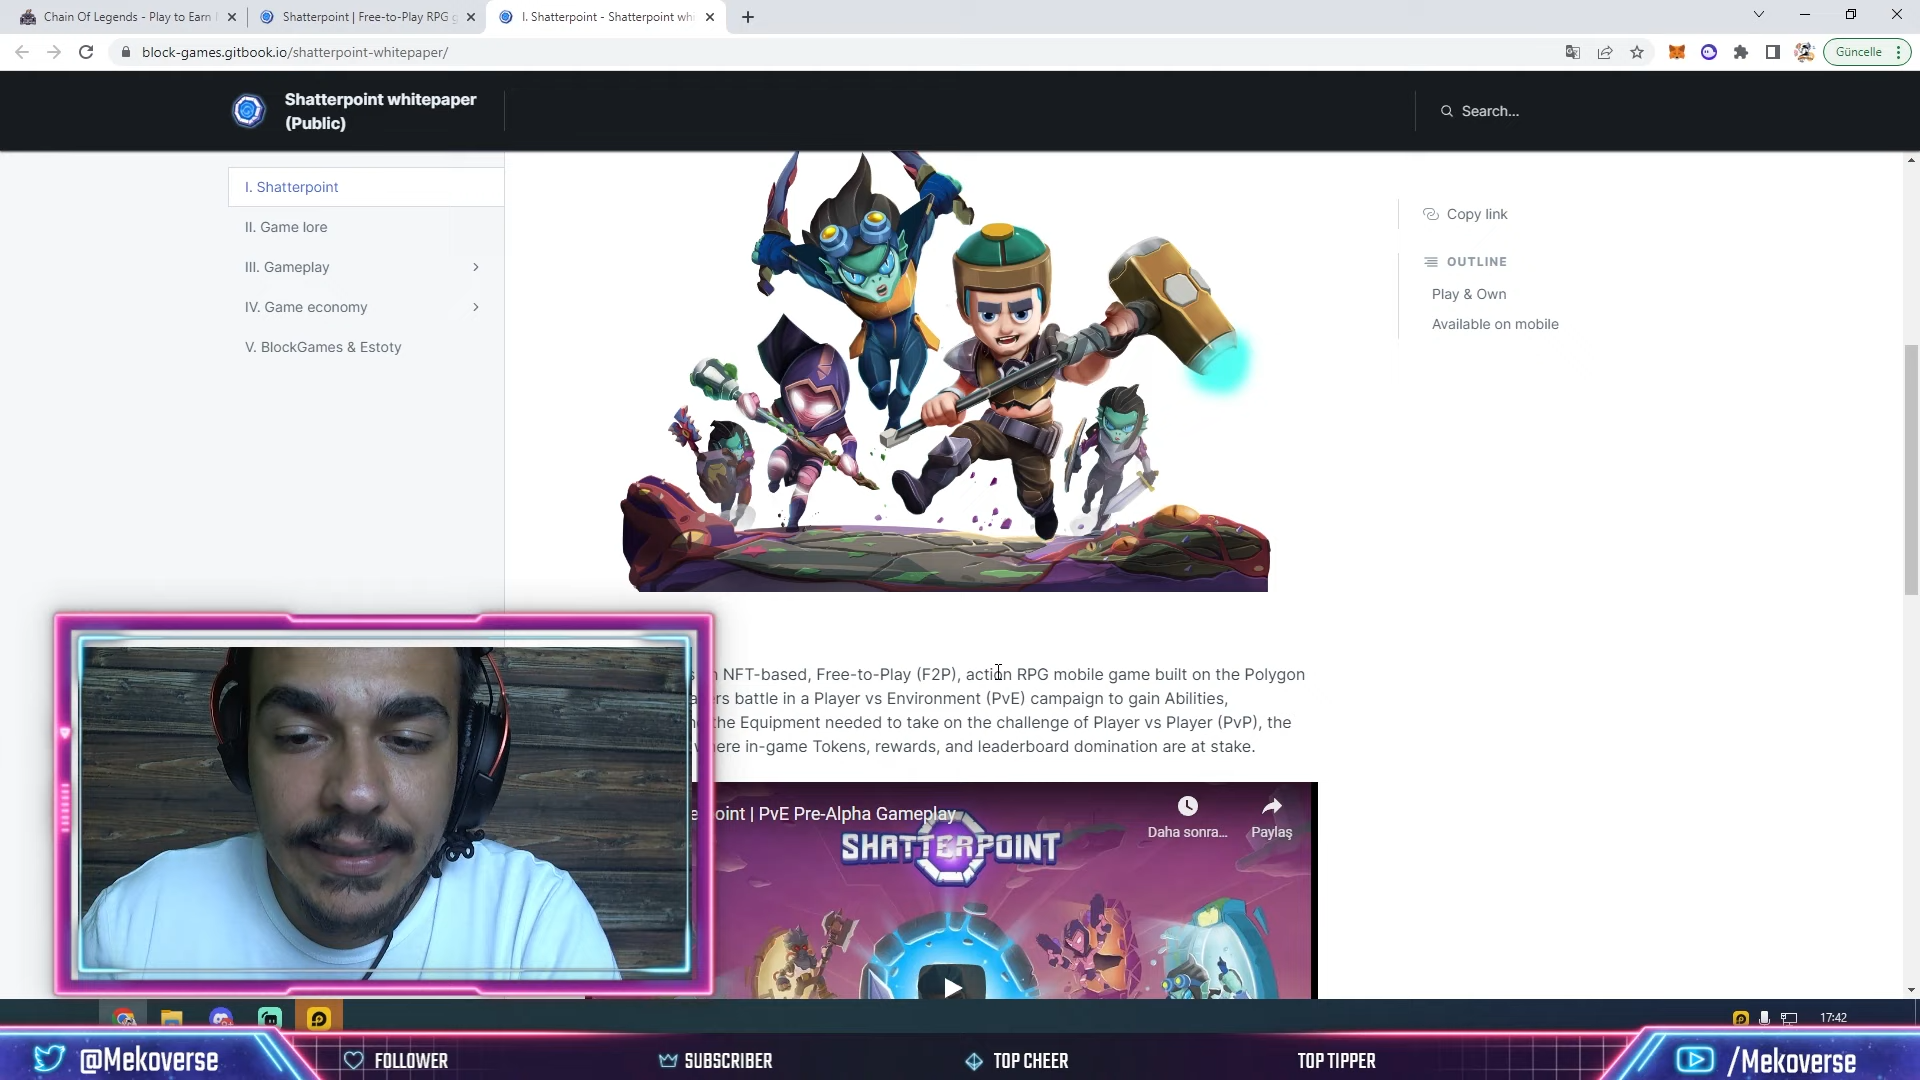 Chain Of Legends - Play to Earn
Shatterpoint | Free-to-Play RPG g
I. Shatterpoint - Shatterpoint whi
block-games.gitbook.io/shatterpoint-whitepaper/
Güncelle
Shatterpoint whitepaper
(Public)
Search...
I. Shatterpoint
II. Game lore
III. Gameplay
IV. Game economy
V. BlockGames & Estoty
Copy link
OUTLINE
Play & Own
Available on mobile
NFT-based, Free-to-Play (F2P), action RPG mobile game built on the Polygon
battle in a Player vs Environment (PvE) campaign to gain Abilities,
the Equipment needed to take on the challenge of Player vs Player (PvP), the
where in-game Tokens, rewards, and leaderboard domination are at stake.
point | PvE Pre-Alpha Gameplay
Daha sonra...
Paylaş
SHATTERPOINT
17:42
@Mekoverse
FOLLOWER
SUBSCRIBER
TOP CHEER
TOP TIPPER
/Mekoverse